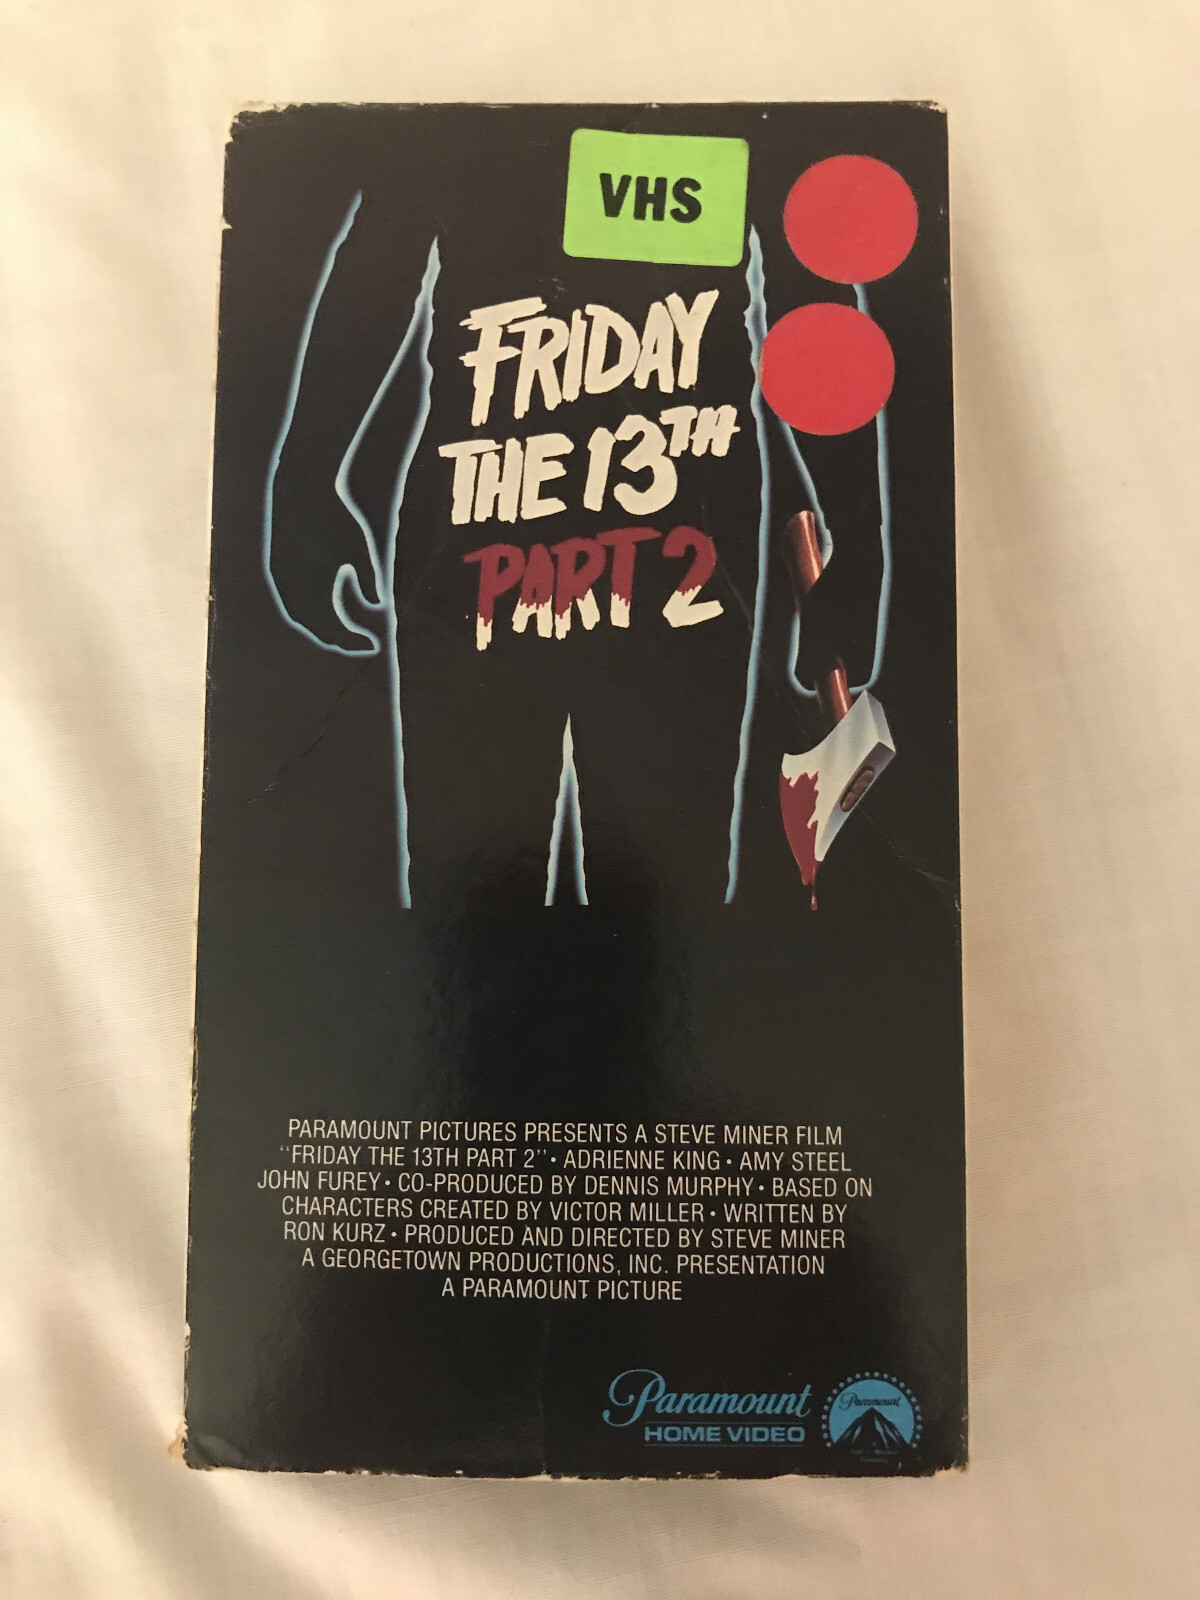 VHS
FRIDAY
THE 13TH
PART 2
PARAMOUNT PICTURES PRESENTS A STEVE MINER FILM
"FRIDAY THE 13TH PART 2" • ADRIENNE KING • AMY STEEL
JOHN FUREY • CO-PRODUCED BY DENNIS MURPHY • BASED ON
CHARACTERS CREATED BY VICTOR MILLER • WRITTEN BY
RON KURZ • PRODUCED AND DIRECTED BY STEVE MINER
A GEORGETOWN PRODUCTIONS, INC. PRESENTATION
A PARAMOUNT PICTURE
Paramount
HOME VIDEO
Paramount